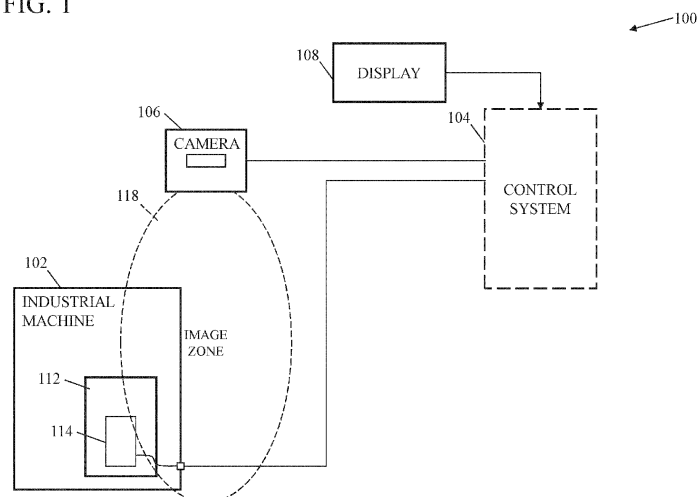 FIG. 1
100
108
DISPLAY
106
CAMERA
104
CONTROL
SYSTEM
118
102
INDUSTRIAL
MACHINE
IMAGE
ZONE
112
114